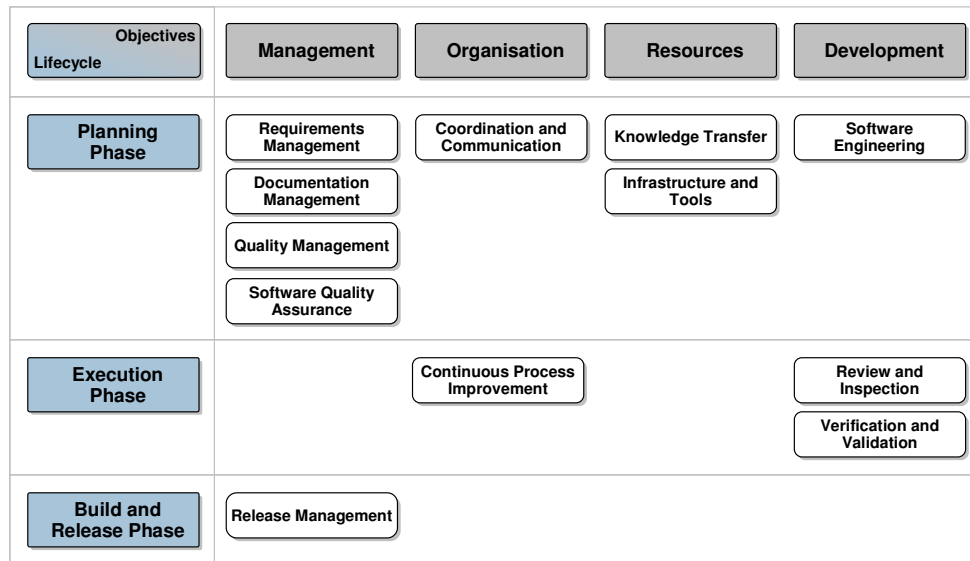 Objectives
Lifecycle
Management
Organisation
Resources
Development
Planning
Phase
Requirements
Management
Coordination and
Communication
Knowledge Transfer
Software
Engineering
Documentation
Management
Infrastructure and
Tools
Quality Management
Software Quality
Assurance
Execution
Phase
Continuous Process
Improvement
Review and
Inspection
Verification and
Validation
Build and
Release Phase
Release Management